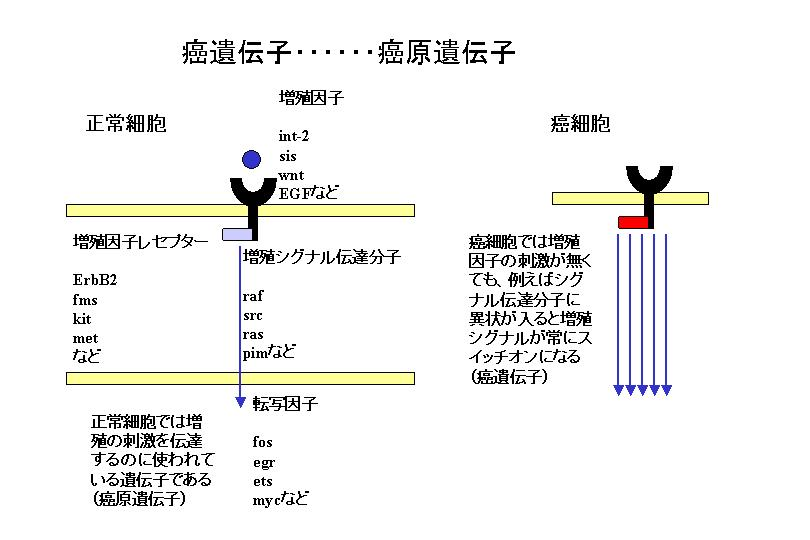 癌遺伝子‥‥‥癌原遺伝子
正常細胞
増殖因子
int-2
sis
wnt
EGFなど
増殖因子レセプター
ErbB2
fms
kit
met
など
増殖シグナル伝達分子
raf
src
ras
pimなど
転写因子
fos
egr
ets
mycなど
正常細胞では増
殖の刺激を伝達
するのに使われて
いる遺伝子である
（癌原遺伝子）
癌細胞
癌細胞では増殖
因子の刺激が無く
ても、例えばシグ
ナル伝達分子に
異状が入ると増殖
シグナルが常にス
イッチオンになる
（癌遺伝子）